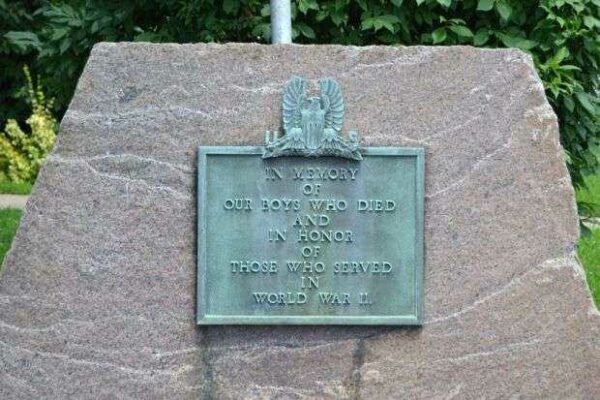 U S
IN MEMORY
OF
OUR BOYS WHO DIED
AND
IN HONOR
OF
THOSE WHO SERVED
IN
WORLD WAR II.